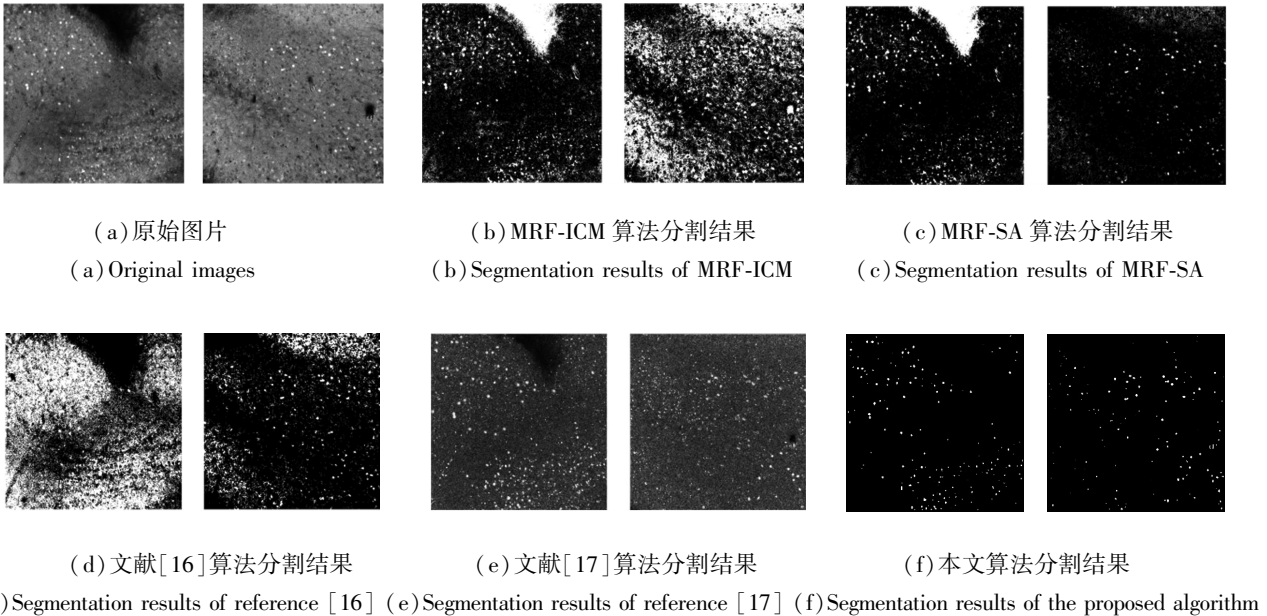 (a)原始图片
(b)MRF-ICM 算法分割结果
(c)MRF-SA 算法分割结果
(a)Original images
(b)Segmentation results of MRF-ICM
(c)Segmentation results of MRF-SA
(d)文献[16]算法分割结果
(e)文献[17]算法分割结果
(f)本文算法分割结果
)Segmentation results of reference [16]
(e)Segmentation results of reference [17]
(f)Segmentation results of the proposed algorithm